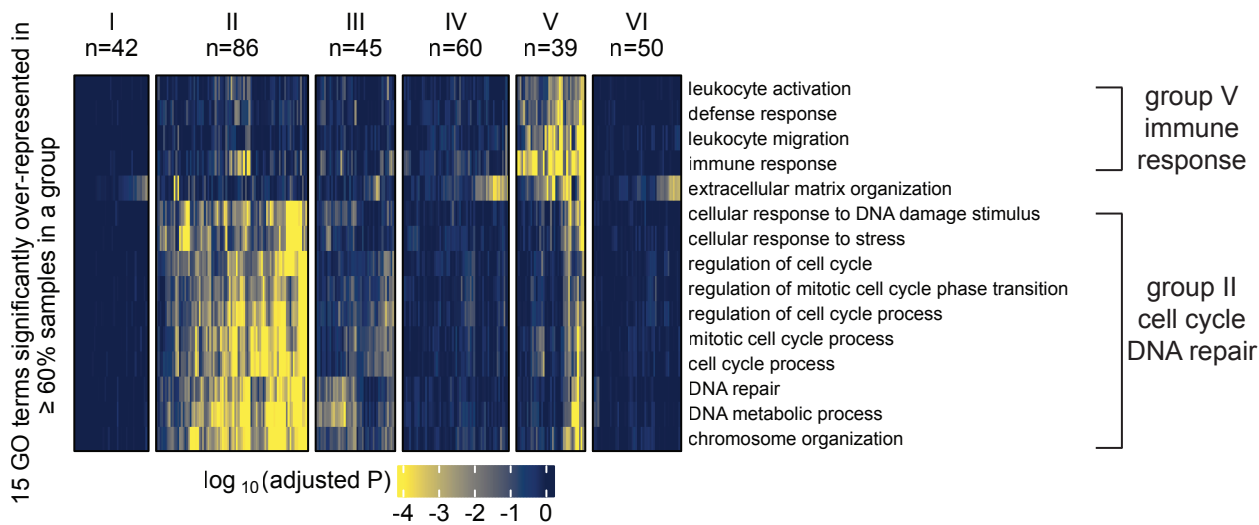 I II III IV V VI
n=42 n=86 n=45 n=60 n=39 n=50
15 GO terms significantly over-represented in
≥ 60% samples in a group
leukocyte activation
defense response
leukocyte migration
immune response
extracellular matrix organization
cellular response to DNA damage stimulus
cellular response to stress
regulation of cell cycle
regulation of mitotic cell cycle phase transition
regulation of cell cycle process
mitotic cell cycle process
cell cycle process
DNA repair
DNA metabolic process
chromosome organization
group V
immune
response
group II
cell cycle
DNA repair
log 10 (adjusted P)
-4 -3 -2 -1 0